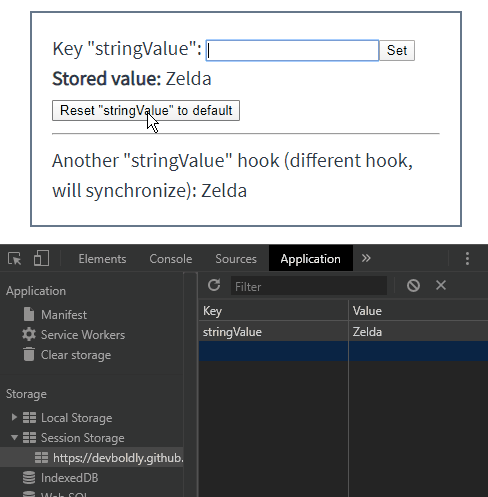 Key "stringValue": Set
Stored value: Zelda
Reset "stringValue" to default
Another "stringValue" hook (different hook,
will synchronize): Zelda
Elements Console Sources Application »
Application
Manifest
Service Workers
Clear storage
Storage
Local Storage
Session Storage
https://devboldly.github.
IndexedDB
Web SQL
Filter
Key Value
stringValue Zelda